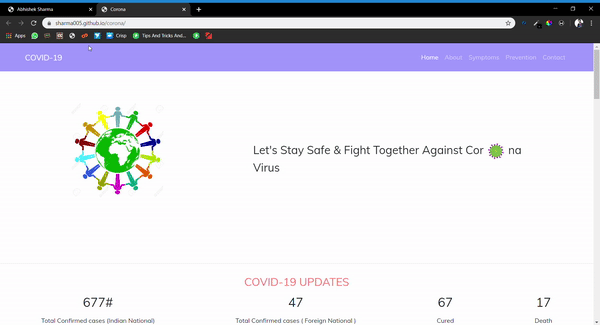 Abhishek Sharma
Corona
sharma005.github.io/corona/
Apps
Crisp
Tips And Tricks And...
COVID-19
Home About Symptoms Prevention Contact
Let's Stay Safe & Fight Together Against Cor na
Virus
COVID-19 UPDATES
677# 47 67 17
Total Confirmed cases (Indian National) Total Confirmed cases ( Foreign National ) Cured Death